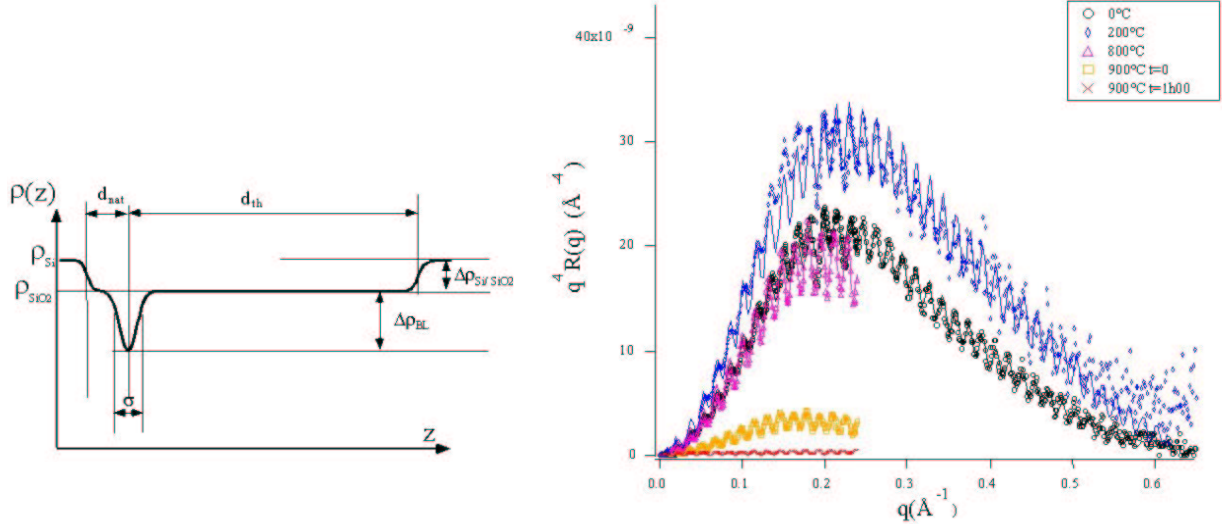 ρ(z)
d_nat
d_th
ρ_Si
ρ_SiO2
Δρ_Si/SiO2
Δρ_BL
σ
z
40x10⁻⁹
30
20
10
0
q⁴ R(q) (Å⁻⁴)
0.0 0.1 0.2 0.3 0.4 0.5 0.6
q(Å⁻¹)
0°C
200°C
800°C
900°C t=0
900°C t=1h00